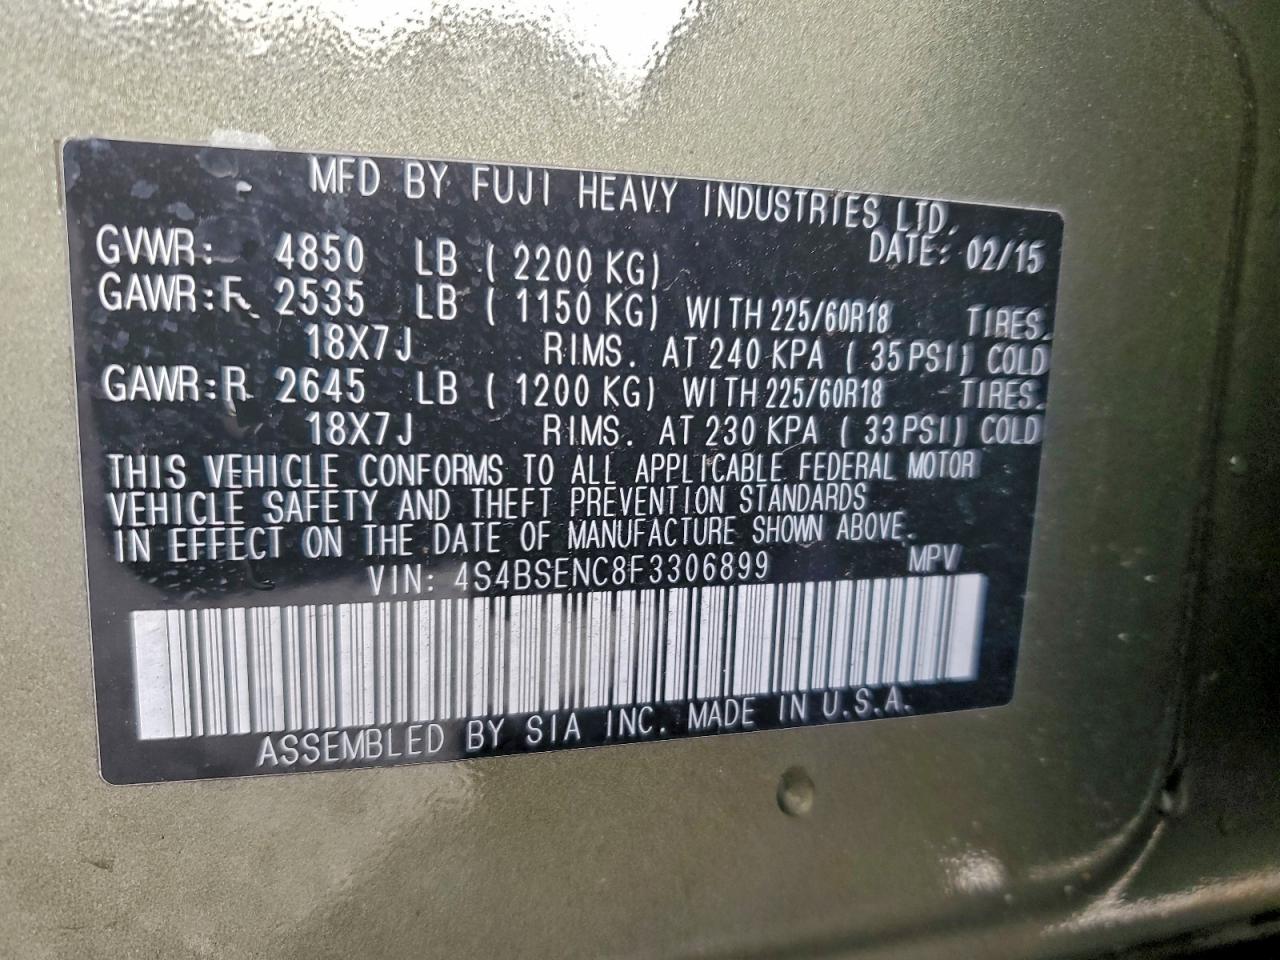 MFD BY FUJI HEAVY INDUSTRIES LTD.
DATE: 02/15
GVWR: 4850 LB ( 2200 KG)
GAWR:F 2535 LB ( 1150 KG) WITH 225/60R18 TIRES.
18X7J RIMS. AT 240 KPA ( 35 PSI) COLD
GAWR:R 2645 LB ( 1200 KG) WITH 225/60R18 TIRES.
18X7J RIMS. AT 230 KPA ( 33 PSI) COLD
THIS VEHICLE CONFORMS TO ALL APPLICABLE FEDERAL MOTOR
VEHICLE SAFETY AND THEFT PREVENTION STANDARDS
IN EFFECT ON THE DATE OF MANUFACTURE SHOWN ABOVE.
VIN: 4S4BSENC8F3306899 MPV
ASSEMBLED BY SIA INC. MADE IN U.S.A.